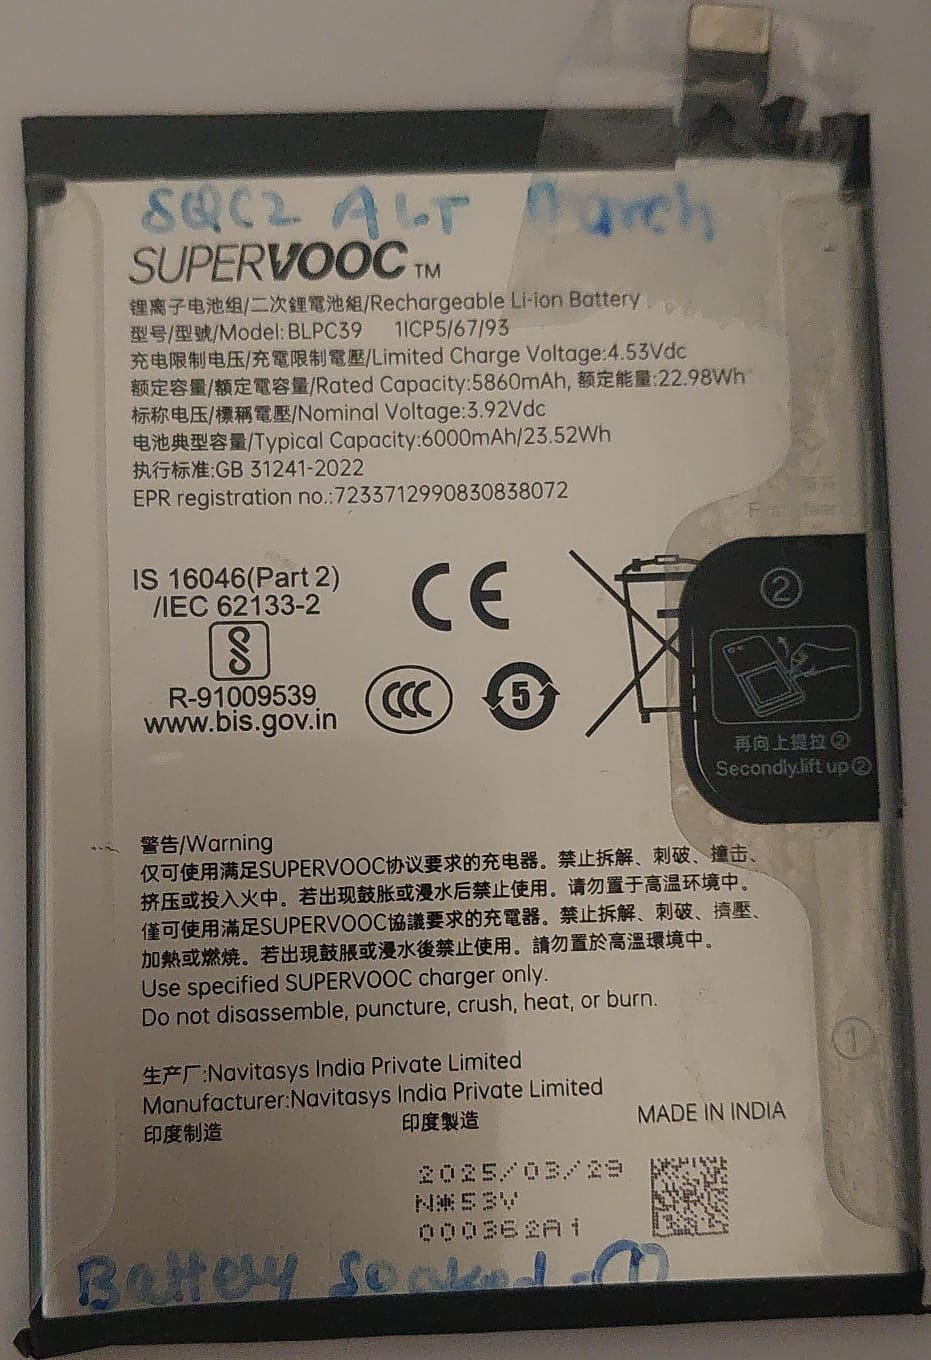 SQC2 ALT March
SUPERVOOC TM
锂离子电池组/二次鋰電池組/Rechargeable Li-ion Battery
型号/型號/Model: BLPC39 1ICP5/67/93
充电限制电压/充電限制電壓/Limited Charge Voltage:4.53Vdc
额定容量/額定電容量/Rated Capacity:5860mAh, 额定能量:22.98Wh
标称电压/標稱電壓/Nominal Voltage:3.92Vdc
电池典型容量/Typical Capacity:6000mAh/23.52Wh
执行标准:GB 31241-2022
EPR registration no.:7233712990830838072
IS 16046(Part 2)
/IEC 62133-2
R-91009539
www.bis.gov.in
CE
CCC
5
②
再向上提拉②
Secondly.lift up②
警告/Warning
仅可使用满足SUPERVOOC协议要求的充电器。禁止拆解、刺破、撞击、
挤压或投入火中。若出现鼓胀或浸水后禁止使用。请勿置于高温环境中。
僅可使用滿足SUPERVOOC協議要求的充電器。禁止拆解、刺破、擠壓、
加熱或燃燒。若出現鼓脹或浸水後禁止使用。請勿置於高溫環境中。
Use specified SUPERVOOC charger only.
Do not disassemble, puncture, crush, heat, or burn.
①
生产厂:Navitasys India Private Limited
Manufacturer:Navitasys India Private Limited
印度制造 印度製造 MADE IN INDIA
2025/03/29
N*53V
000362A1
Battery Soaked -①